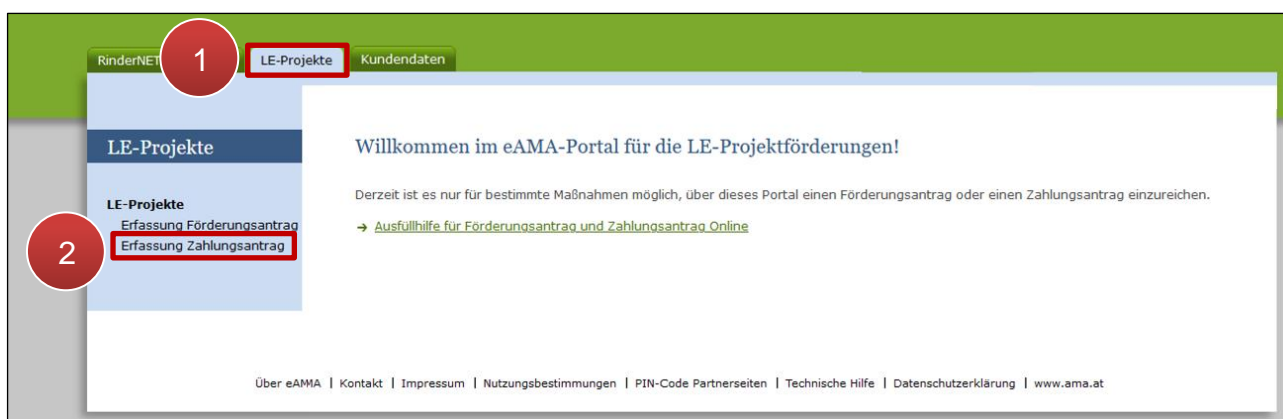 RinderNET 1 LE-Projekte Kundendaten
LE-Projekte
Willkommen im eAMA-Portal für die LE-Projektförderungen!
Derzeit ist es nur für bestimmte Maßnahmen möglich, über dieses Portal einen Förderungsantrag oder einen Zahlungsantrag einzureichen.
LE-Projekte
Erfassung Förderungsantrag
→ Ausfüllhilfe für Förderungsantrag und Zahlungsantrag Online
2 Erfassung Zahlungsantrag
Über eAMA | Kontakt | Impressum | Nutzungsbestimmungen | PIN-Code Partnerseiten | Technische Hilfe | Datenschutzerklärung | www.ama.at